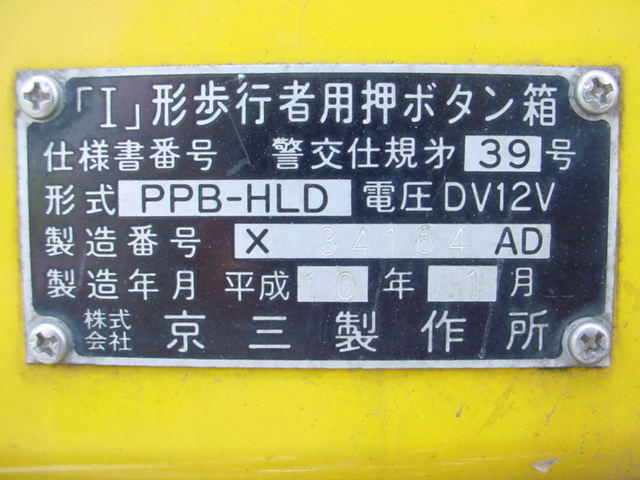 「I」形歩行者用押ボタン箱
仕様書番号 警交仕規才39号
形式 PPB-HLD 電圧 DV12V
製造番号 X 34164 AD
製造年月 平成10年 1月
株式会社 京三製作所